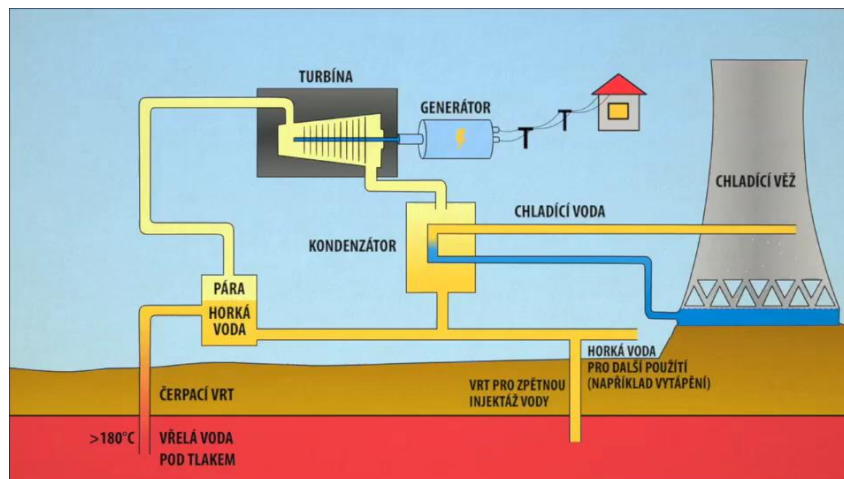 TURBÍNA
GENERÁTOR
CHLADÍCÍ VĚŽ
CHLADÍCÍ VODA
KONDENZÁTOR
PÁRA
HORKÁ
VODA
HORKÁ VODA
PRO DALŠÍ POUŽÍTÍ
(NAPŘÍKLAD VYTÁPĚNÍ)
VRT PRO ZPĚTNOU
INJEKTÁŽ VODY
ČERPACÍ VRT
>180°C
VŘELÁ VODA
POD TLAKEM